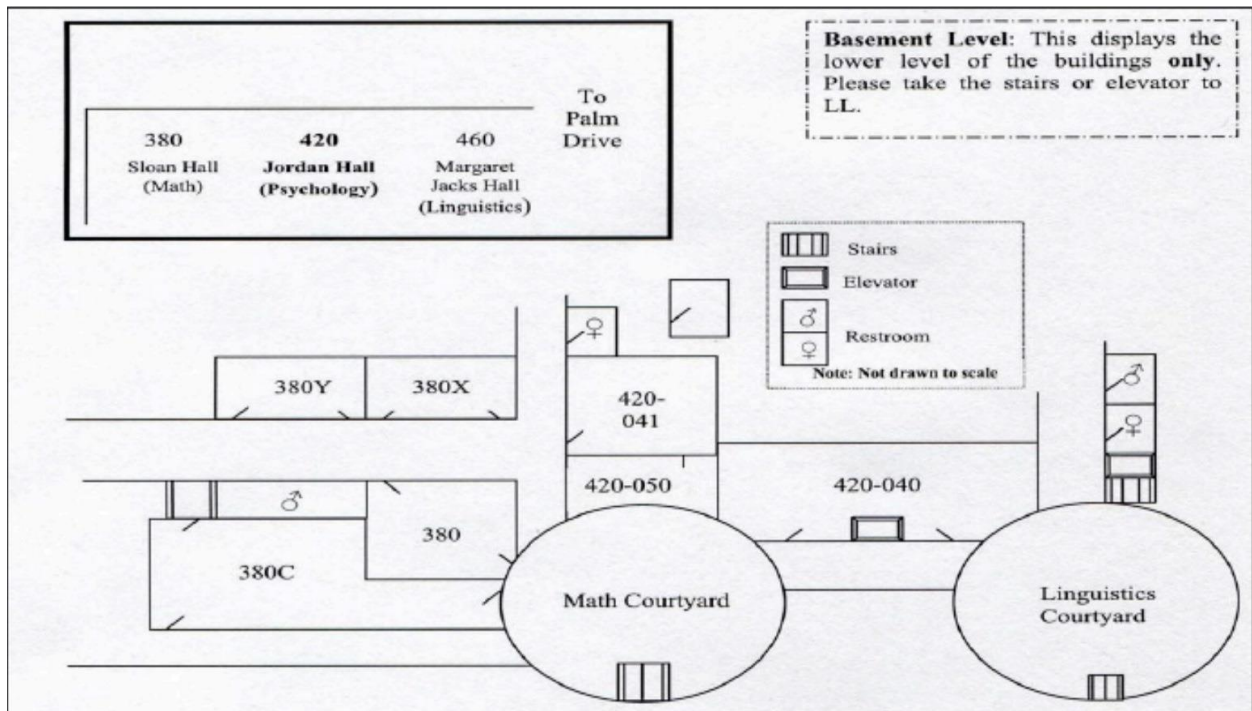 Basement Level: This displays the
lower level of the buildings only.
Please take the stairs or elevator to
LL.
To
Palm
Drive
380
Sloan Hall
(Math)
420
Jordan Hall
(Psychology)
460
Margaret
Jacks Hall
(Linguistics)
Stairs
Elevator
♂
♀
Restroom
Note: Not drawn to scale
♀
380Y
380X
420-
041
♂
♀
420-050
420-040
♂
380
380C
Math Courtyard
Linguistics
Courtyard